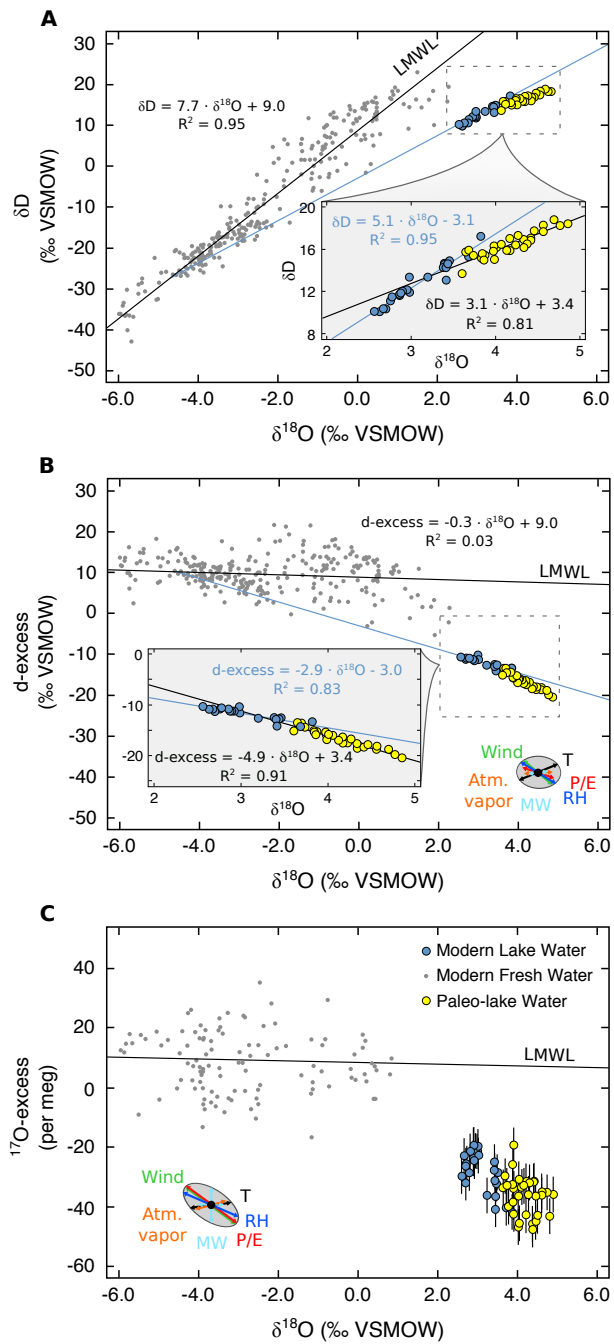 A
30
20
10
0
-10
-20
-30
-40
-50
δD
(‰ VSMOW)
LMWL
δD = 7.7 · δ¹⁸O + 9.0
R² = 0.95
20
16
12
8
δD
δD = 5.1 · δ¹⁸O - 3.1
R² = 0.95
δD = 3.1 · δ¹⁸O + 3.4
R² = 0.81
2 3 4 5
δ¹⁸O
-6.0 -4.0 -2.0 0.0 2.0 4.0 6.0
δ¹⁸O (‰ VSMOW)
B
30
20
10
0
-10
-20
-30
-40
-50
d-excess
(‰ VSMOW)
d-excess = -0.3 · δ¹⁸O + 9.0
R² = 0.03
LMWL
0
-10
-20
d-excess = -2.9 · δ¹⁸O - 3.0
R² = 0.83
d-excess = -4.9 · δ¹⁸O + 3.4
R² = 0.91
2 3 4 5
δ¹⁸O
Wind
T
Atm.
vapor
P/E
MW
RH
-6.0 -4.0 -2.0 0.0 2.0 4.0 6.0
δ¹⁸O (‰ VSMOW)
C
40
20
0
-20
-40
-60
¹⁷O-excess
(per meg)
Modern Lake Water
Modern Fresh Water
Paleo-lake Water
LMWL
Wind
T
Atm.
vapor
RH
MW
P/E
-6.0 -4.0 -2.0 0.0 2.0 4.0 6.0
δ¹⁸O (‰ VSMOW)